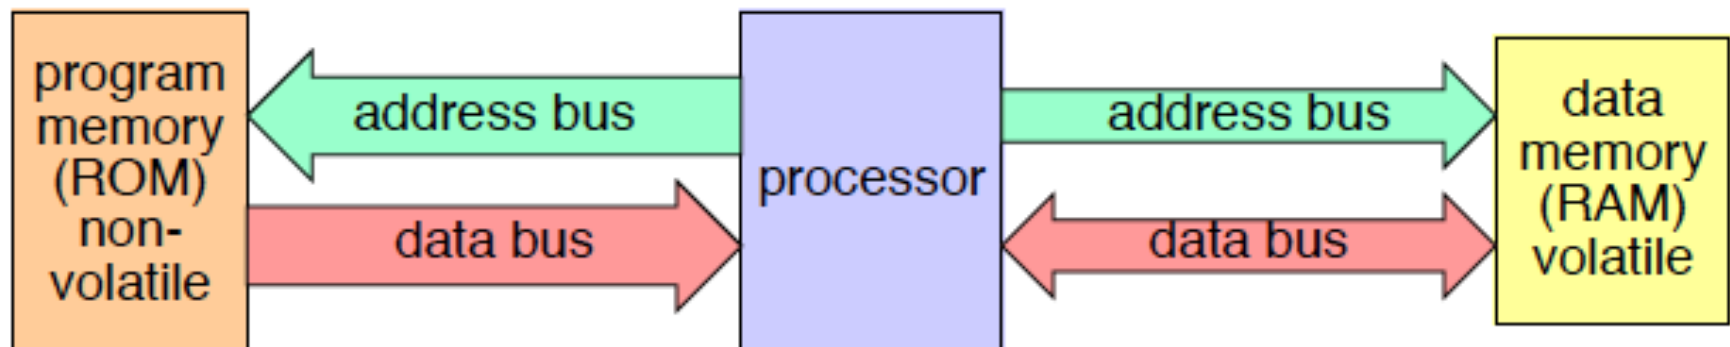 program
memory
(ROM)
non-
volatile
address bus
data bus
processor
address bus
data bus
data
memory
(RAM)
volatile